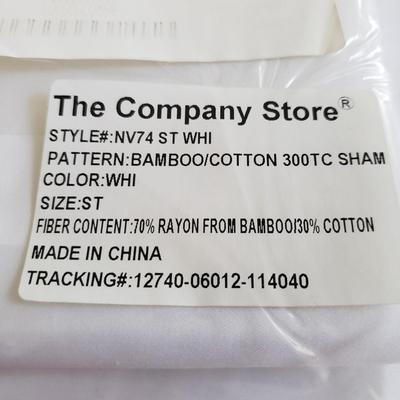 The Company Store®
STYLE#:NV74 ST WHI
PATTERN:BAMBOO/COTTON 300TC SHAM
COLOR:WHI
SIZE:ST
FIBER CONTENT:70% RAYON FROM BAMBOO/30% COTTON
MADE IN CHINA
TRACKING#:12740-06012-114040